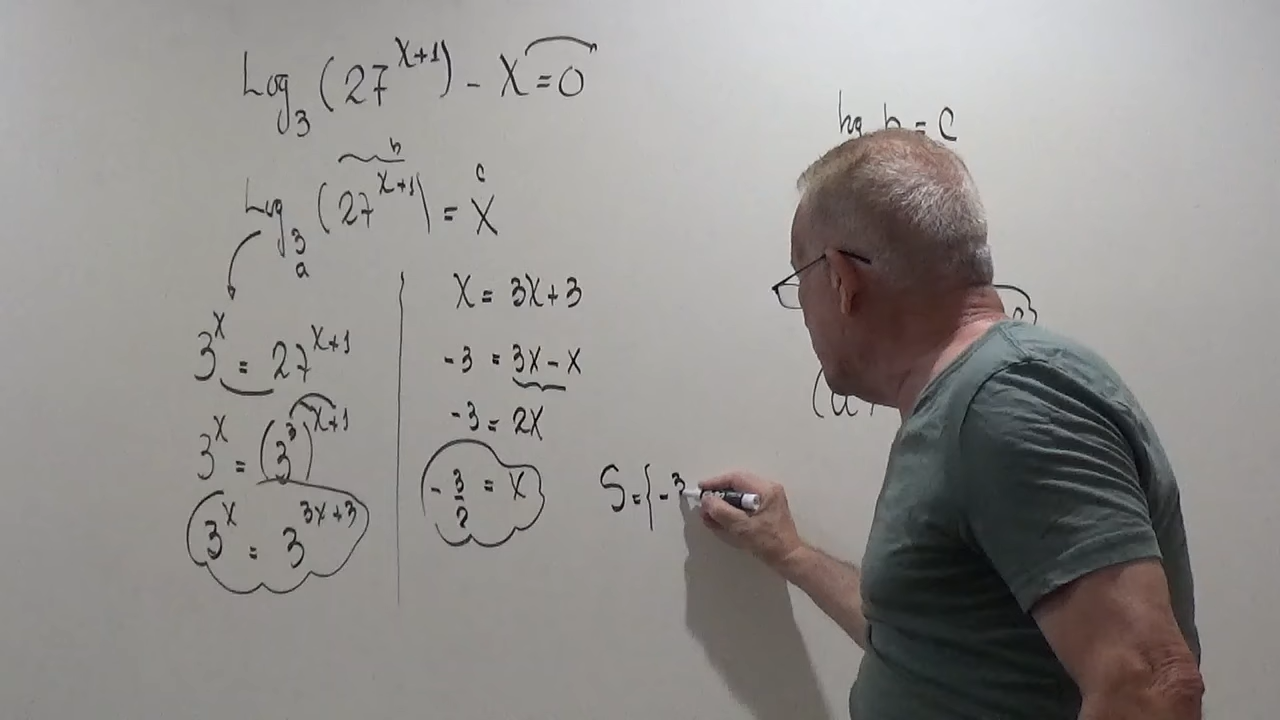 Log₃(27^{x+1}) - x = 0
b
Log₃(27^{x+1}) = x
c
a
3^x = 27^{x+1}
3^x = (3^3)^{x+1}
3^x = 3^{3x+3}
x = 3x+3
-3 = 3x-x
-3 = 2x
-3/2 = x
S={-3
= c